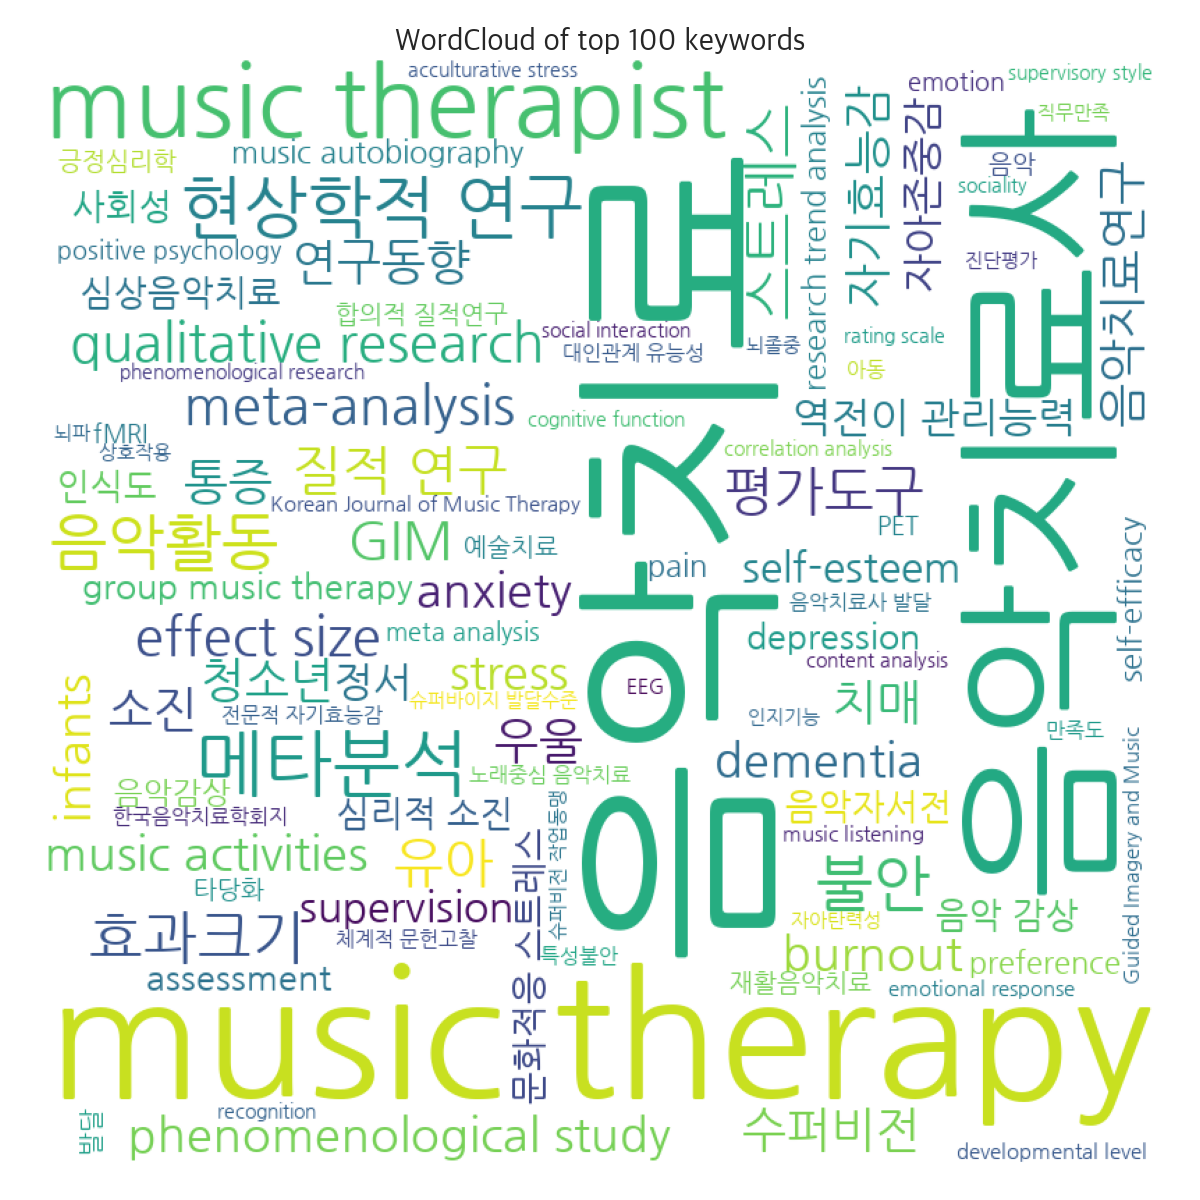 WordCloud of top 100 keywords
acculturative stress
supervisory style
emotion
music therapist
직무만족
스트레스
research trend analysis
자기효능감
자아존중감
긍정심리학
music autobiography
음악
음악치료
음악치료사
음악치료연구
사회성
현상학적 연구
sociality
positive psychology
연구동향
진단평가
심상음악치료
합의적 질적연구
qualitative research
social interaction
대인관계 유능성
뇌졸중
rating scale
phenomenological research
아동
meta-analysis
cognitive function
역전이 관리능력
뇌파
fMRI
상호작용
correlation analysis
인식도
통증
질적 연구
평가도구
Korean Journal of Music Therapy
음악활동
GIM
예술치료
PET
self-efficacy
pain
self-esteem
group music therapy
anxiety
음악치료사 발달
effect size
meta analysis
depression
content analysis
청소년
정서
stress
EEG
치매
infants
소진
전문적 자기효능감
슈퍼바이지 발달수준
인지기능
만족도
메타분석
우울
dementia
Guided Imagery and Music
음악감상
노래중심 음악치료
한국음악치료학회지
심리적 소진
슈퍼비전 작업동맹
음악자서전
music listening
music activities
유아
문화적응 스트레스
불안
타당화
효과크기
supervision
자아탄력성
음악 감상
체계적 문헌고찰
특성불안
burnout
preference
assessment
재활음악치료
emotional response
music therapy
발달
recognition
phenomenological study
수퍼비전
developmental level